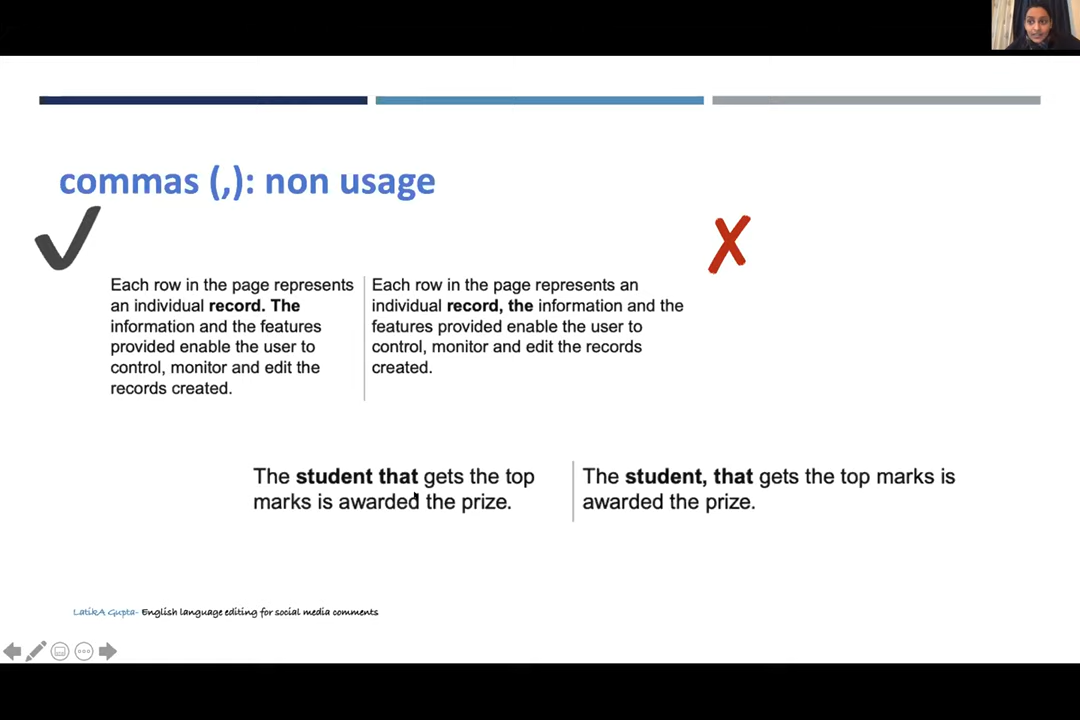 commas (,): non usage
Each row in the page represents
an individual record. The
information and the features
provided enable the user to
control, monitor and edit the
records created.
Each row in the page represents an
individual record, the information and the
features provided enable the user to
control, monitor and edit the records
created.
The student that gets the top
marks is awarded the prize.
The student, that gets the top marks is
awarded the prize.
LatikA Gupta- English language editing for social media comments